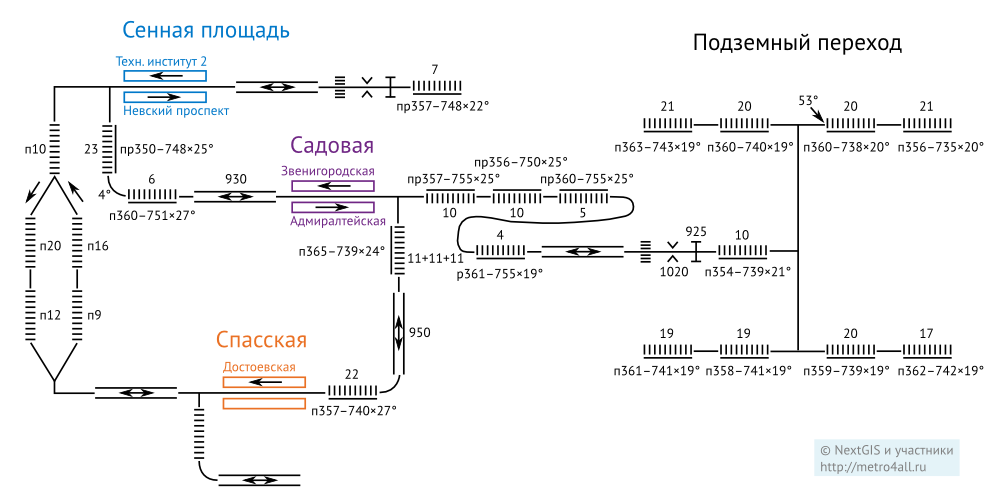 Сенная площадь
Подземный переход
Техн. институт 2
Невский проспект
7
пр357–748×22°
53°
21
20
20
21
п363–743×19°
п360–740×19°
п360–738×20°
п356–735×20°
п10
23
пр350–748×25°
4°
6
п360–751×27°
930
Садовая
Звенигородская
Адмиралтейская
пр356–750×25°
пр357–755×25°
пр360–755×25°
10
10
5
п20
п16
п365–739×24°
11+11+11
4
р361–755×19°
925
1020
10
п354–739×21°
п12
п9
950
Спасская
Достоевская
22
п357–740×27°
19
19
20
17
п361–741×19°
п358–741×19°
п359–739×19°
п362–742×19°
© NextGIS и участники
http://metro4all.ru